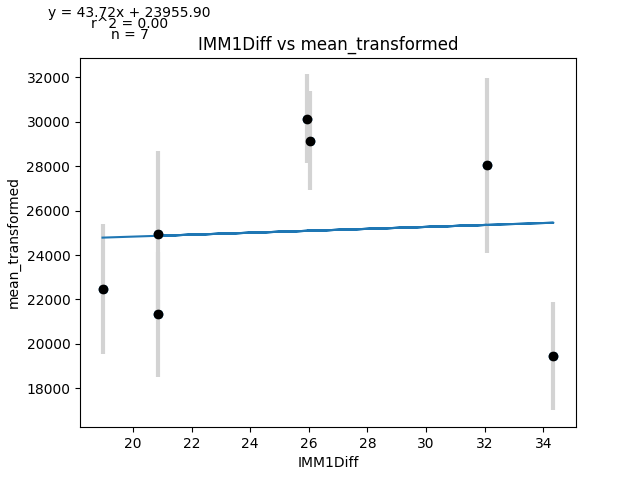 y = 43.72x + 23955.90
r^2 = 0.00
n = 7
IMM1Diff vs mean_transformed
32000
30000
28000
26000
24000
22000
20000
18000
mean_transformed
20 22 24 26 28 30 32 34
IMM1Diff